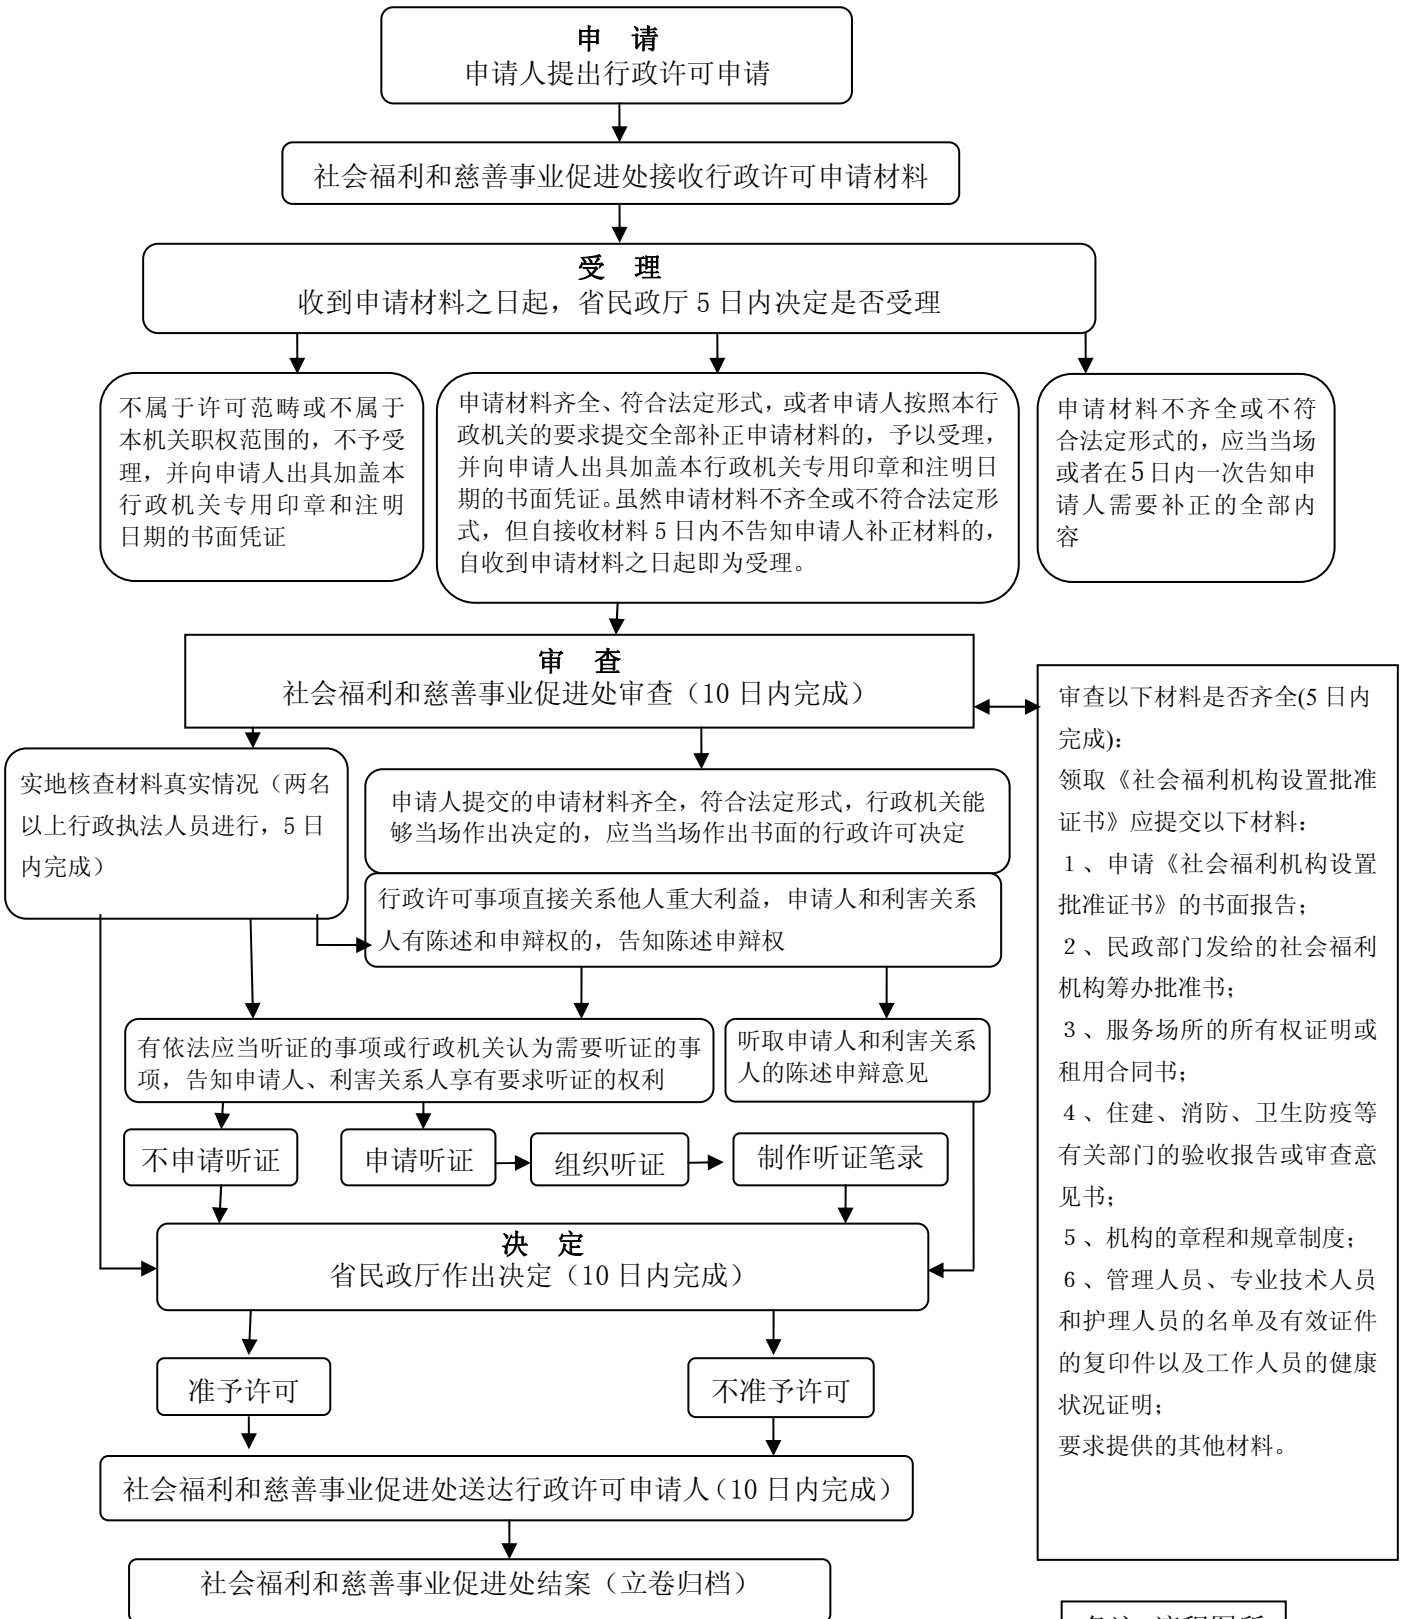 申 请
申请人提出行政许可申请
社会福利和慈善事业促进处接收行政许可申请材料
受 理
收到申请材料之日起，省民政厅 5 日内决定是否受理
不属于许可范畴或不属于
本机关职权范围的，不予受
理，并向申请人出具加盖本
行政机关专用印章和注明
日期的书面凭证
申请材料齐全、符合法定形式，或者申请人按照本行
政机关的要求提交全部补正申请材料的，予以受理，
并向申请人出具加盖本行政机关专用印章和注明日
期的书面凭证。虽然申请材料不齐全或不符合法定形
式，但自接收材料 5 日内不告知申请人补正材料的，
自收到申请材料之日起即为受理。
申请材料不齐全或不符
合法定形式的，应当当场
或者在5日内一次告知申
请人需要补正的全部内
容
审 查
社会福利和慈善事业促进处审查（10 日内完成）
实地核查材料真实情况（两名
以上行政执法人员进行，5 日
内完成）
申请人提交的申请材料齐全，符合法定形式，行政机关能
够当场作出决定的，应当当场作出书面的行政许可决定
行政许可事项直接关系他人重大利益，申请人和利害关系
人有陈述和申辩权的，告知陈述申辩权
有依法应当听证的事项或行政机关认为需要听证的事
项，告知申请人、利害关系人享有要求听证的权利
听取申请人和利害关系
人的陈述申辩意见
不申请听证
申请听证
组织听证
制作听证笔录
决 定
省民政厅作出决定（10 日内完成）
准予许可
不准予许可
社会福利和慈善事业促进处送达行政许可申请人（10 日内完成）
社会福利和慈善事业促进处结案（立卷归档）
审查以下材料是否齐全(5 日内
完成)：
领取《社会福利机构设置批准
证书》应提交以下材料：
１、申请《社会福利机构设置
批准证书》的书面报告；
２、民政部门发给的社会福利
机构筹办批准书；
３、服务场所的所有权证明或
租用合同书；
４、住建、消防、卫生防疫等
有关部门的验收报告或审查意
见书；
５、机构的章程和规章制度；
６、管理人员、专业技术人员
和护理人员的名单及有效证件
的复印件以及工作人员的健康
状况证明；
要求提供的其他材料。